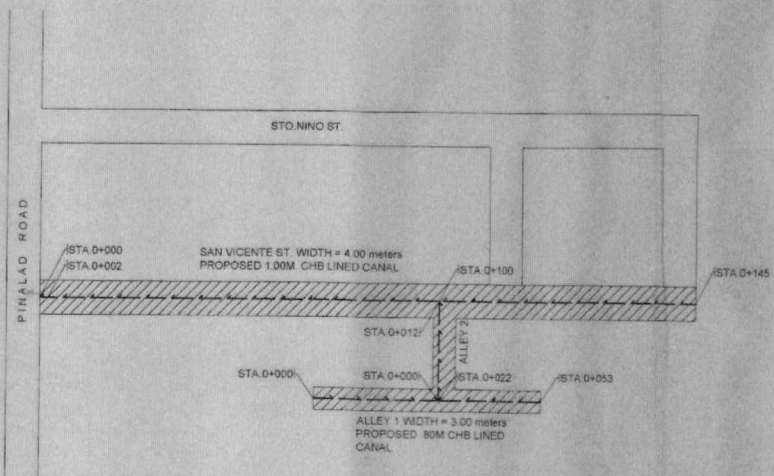 STO.NINO ST.
PINALAD ROAD
STA.0+000
STA.0+002
SAN VICENTE ST. WIDTH = 4.00 meters
PROPOSED 1.00M. CHB LINED CANAL
STA.0+100
STA.0+145
STA.0+012
ALLEY 2
STA.0+000
STA.0+000
STA.0+022
STA.0+053
ALLEY 1 WIDTH = 3.00 meters
PROPOSED .80M CHB LINED
CANAL